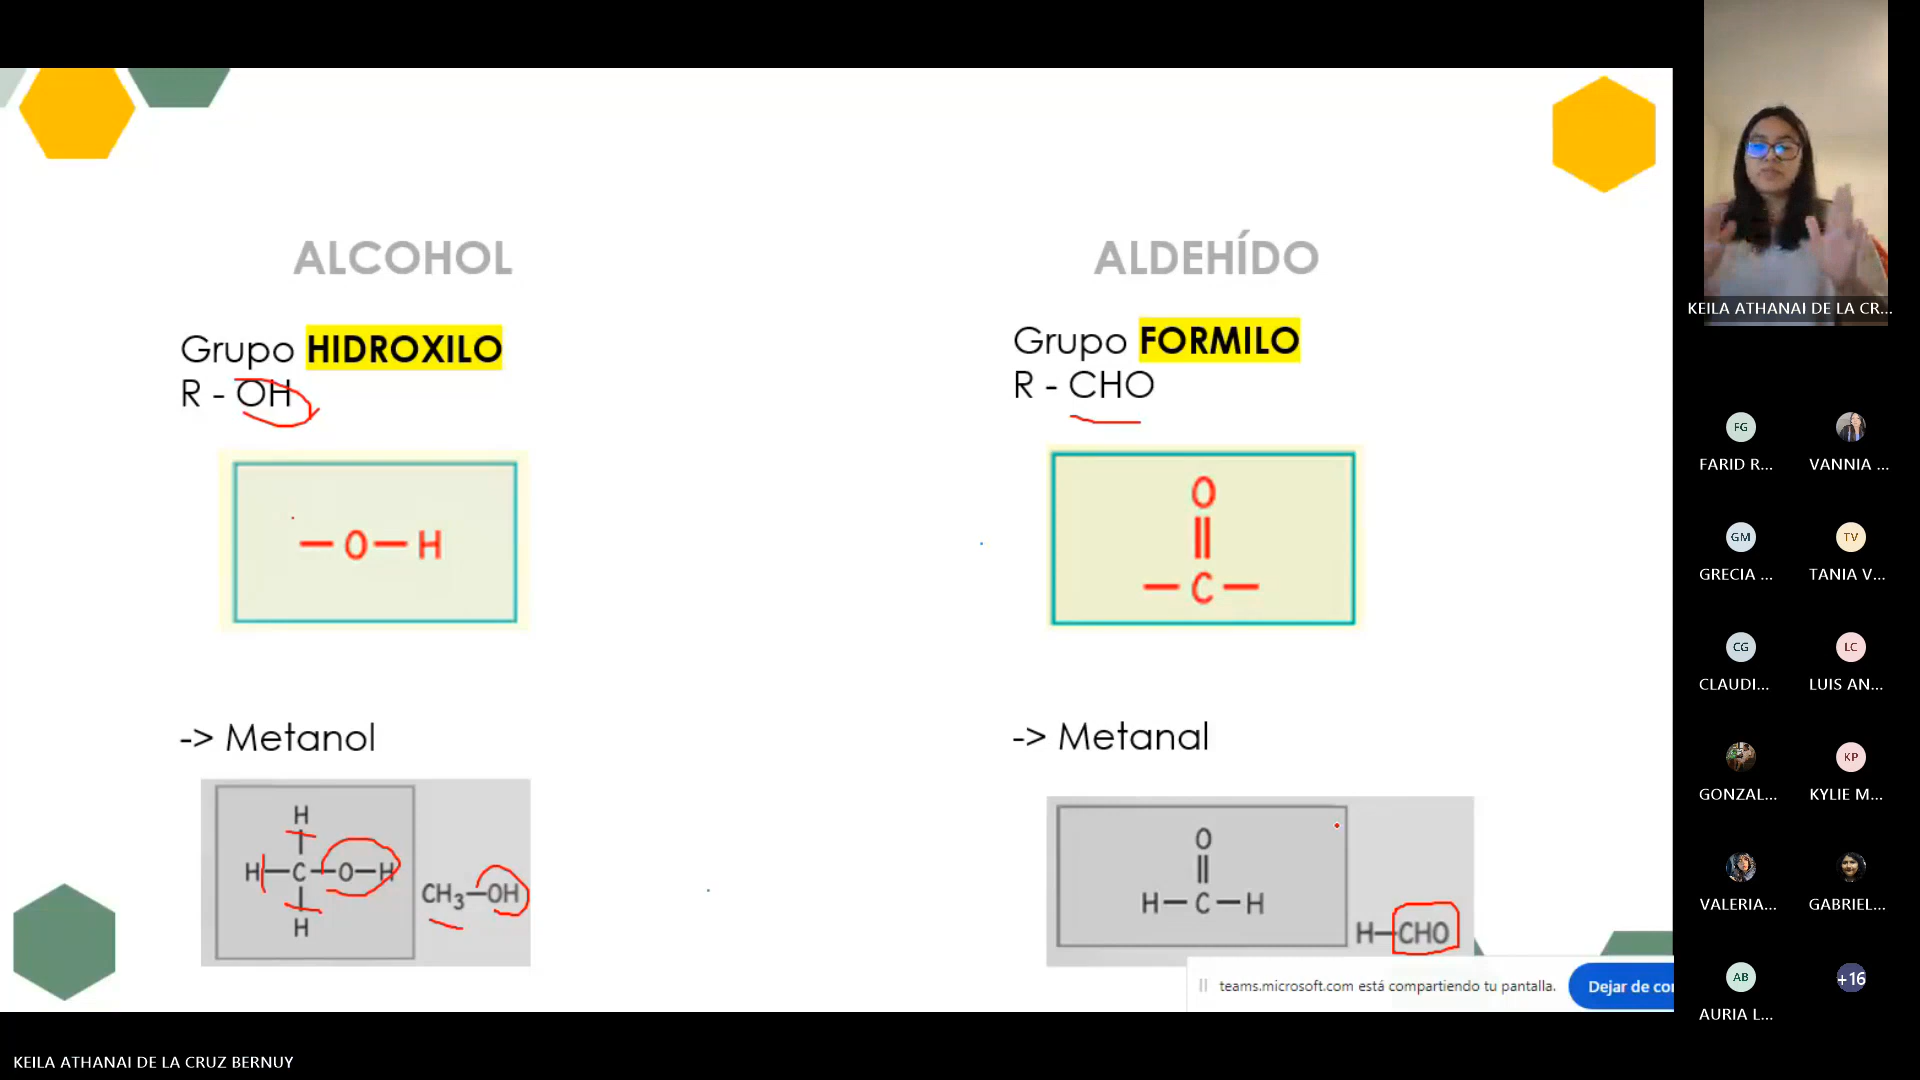 ALCOHOL
Grupo HIDROXILO
R - OH
— O — H
-> Metanol
H
H—C—O—H
H
CH₃—OH
ALDEHÍDO
Grupo FORMILO
R - CHO
O
— C —
-> Metanal
O
H—C—H
H—CHO
teams.microsoft.com está compartiendo tu pantalla.
Dejar de co
KEILA ATHANAI DE LA CR...
FG
FARID R...
VANNIA ...
GM
GRECIA ...
TV
TANIA V...
CG
CLAUDI...
LC
LUIS AN...
GONZAL...
KP
KYLIE M...
VALERIA...
GABRIEL...
AB
AURIA L...
+16
KEILA ATHANAI DE LA CRUZ BERNUY